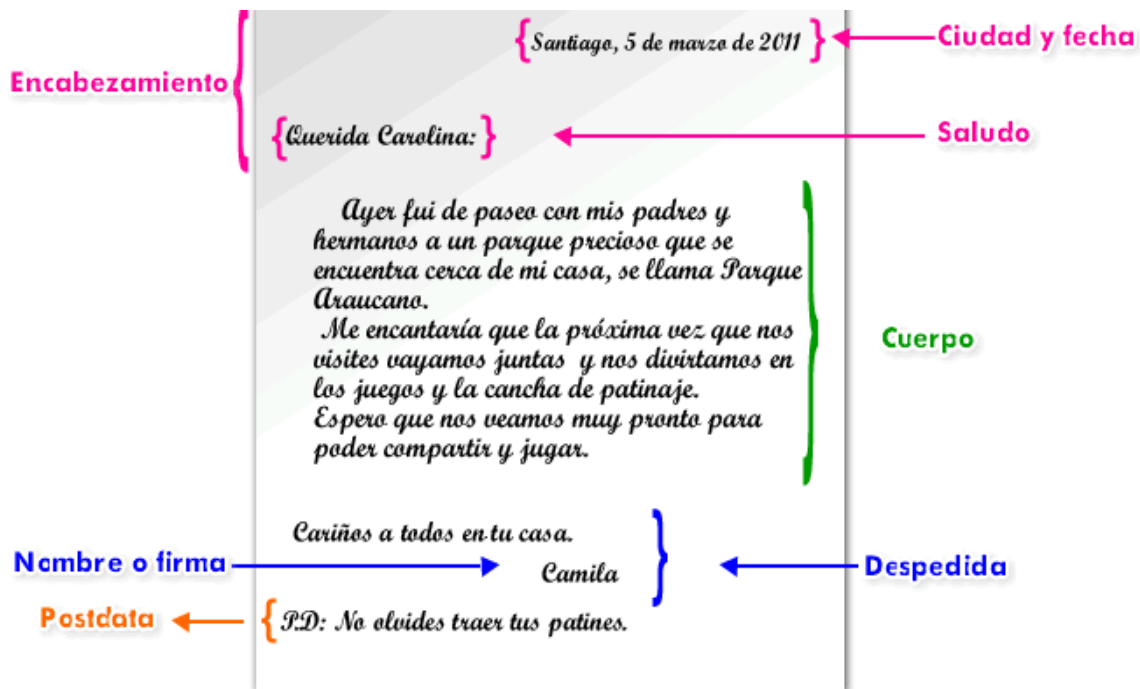 Santiago, 5 de marzo de 2011
Ciudad y fecha
Encabezamiento
Querida Carolina:
Saludo
Ayer fui de paseo con mis padres y
hermanos a un parque precioso que se
encuentra cerca de mi casa, se llama Parque
Araucano.
Me encantaría que la próxima vez que nos
visites vayamos juntas y nos divirtamos en
los juegos y la cancha de patinaje.
Espero que nos veamos muy pronto para
poder compartir y jugar.
Cuerpo
Cariños a todos en tu casa.
Nombre o firma
Camila
Despedida
Postdata
P.D: No olvides traer tus patines.